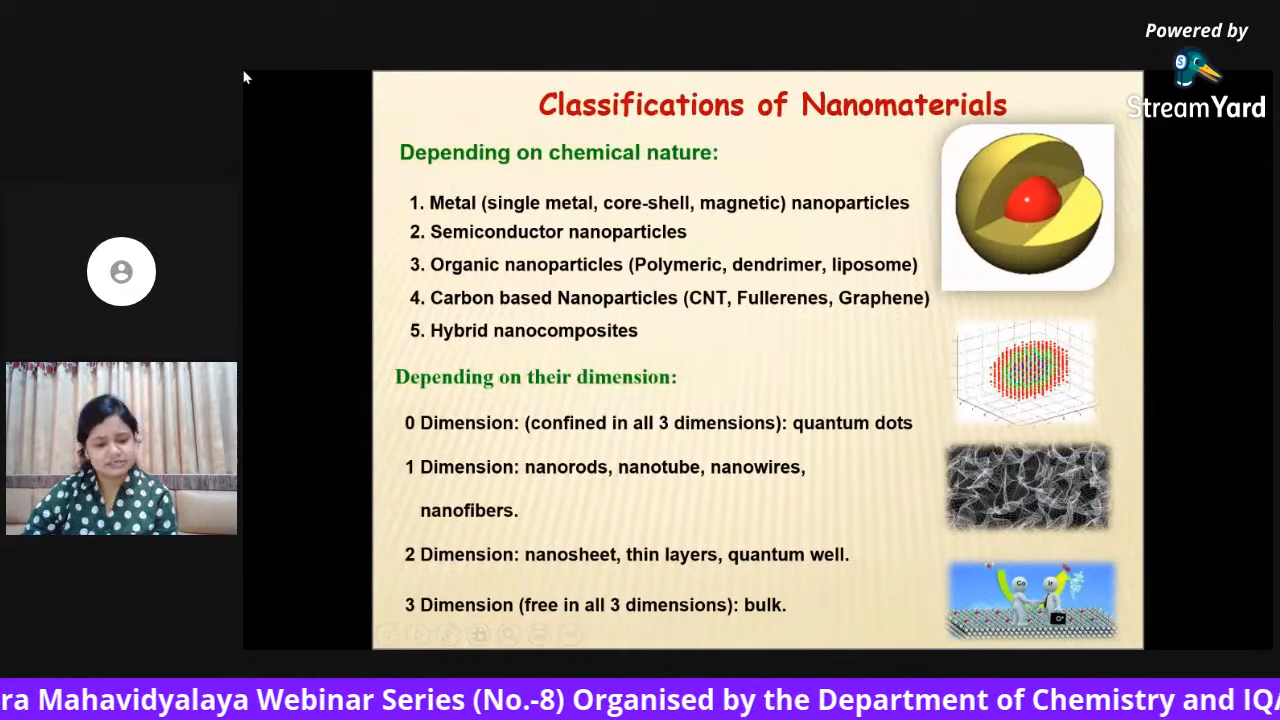 Powered by
StreamYard
Classifications of Nanomaterials
Depending on chemical nature:
1. Metal (single metal, core-shell, magnetic) nanoparticles
2. Semiconductor nanoparticles
3. Organic nanoparticles (Polymeric, dendrimer, liposome)
4. Carbon based Nanoparticles (CNT, Fullerenes, Graphene)
5. Hybrid nanocomposites
Depending on their dimension:
0 Dimension: (confined in all 3 dimensions): quantum dots
1 Dimension: nanorods, nanotube, nanowires,
nanofibers.
2 Dimension: nanosheet, thin layers, quantum well.
3 Dimension (free in all 3 dimensions): bulk.
Co Ir
ra Mahavidyalaya Webinar Series (No.-8) Organised by the Department of Chemistry and IQA